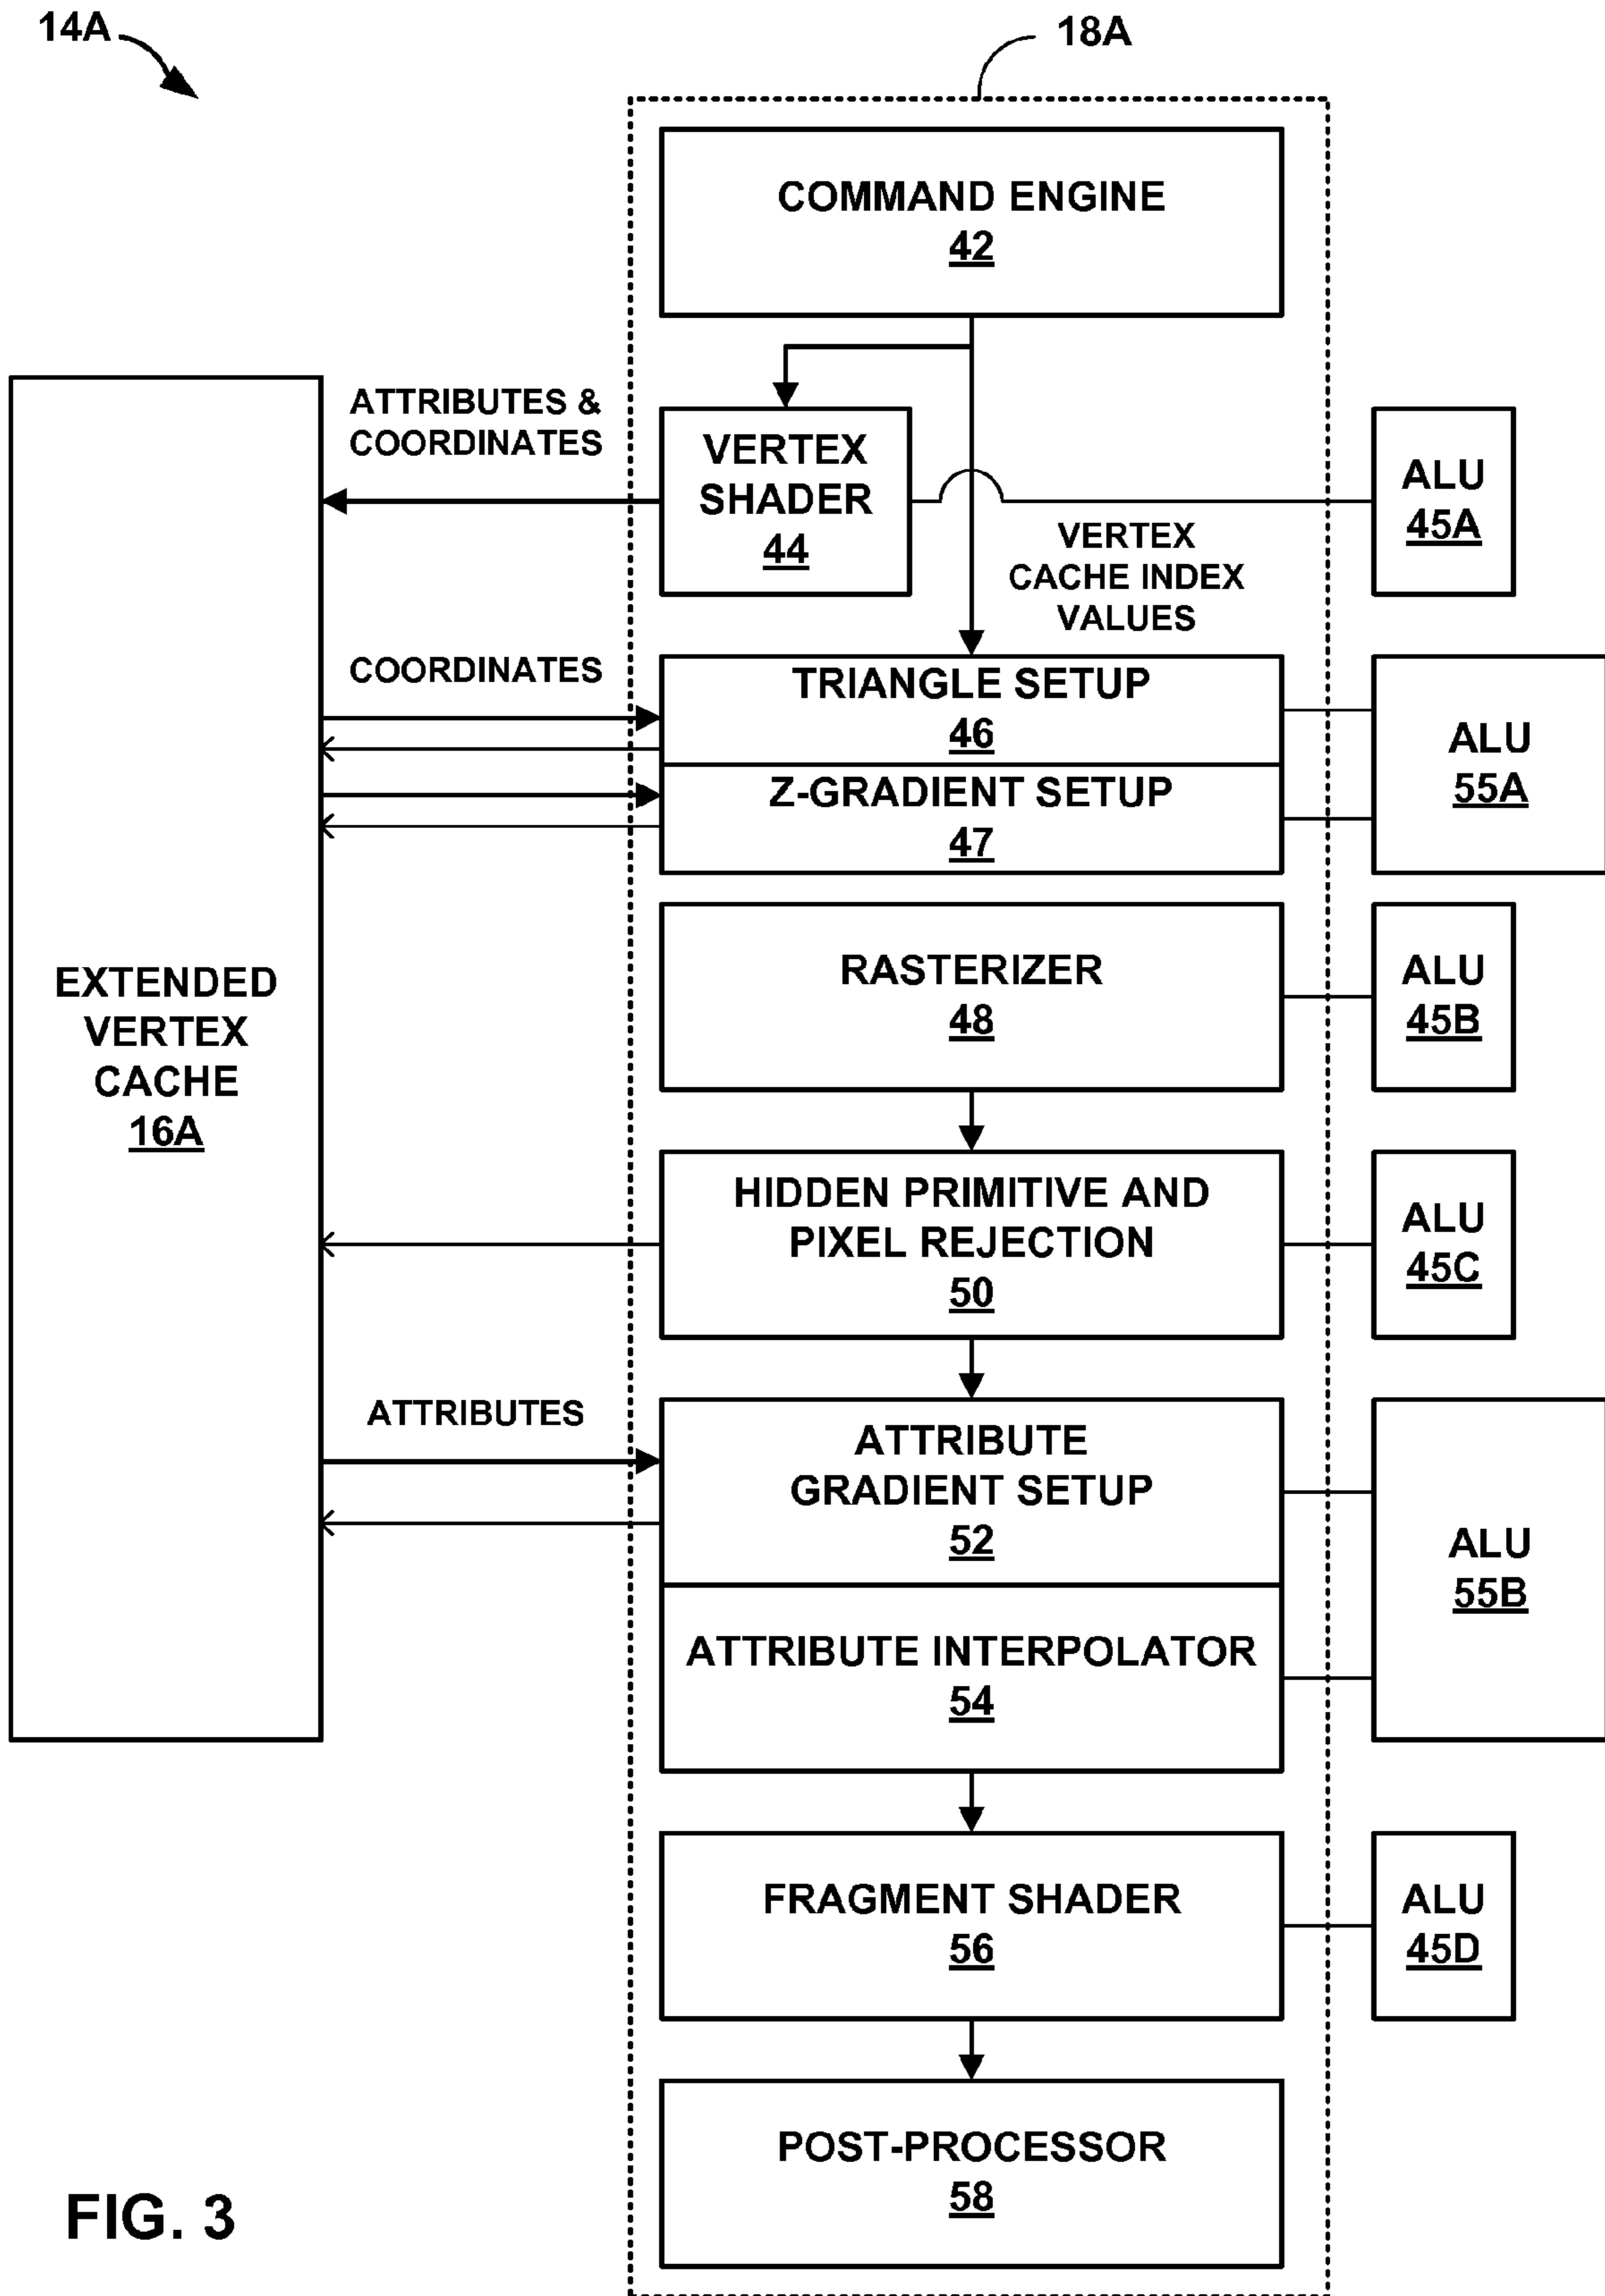 14A
18A
COMMAND ENGINE
42
ATTRIBUTES &
COORDINATES
VERTEX
SHADER
44
ALU
45A
VERTEX
CACHE INDEX
VALUES
COORDINATES
TRIANGLE SETUP
46
Z-GRADIENT SETUP
47
ALU
55A
EXTENDED
VERTEX
CACHE
16A
RASTERIZER
48
ALU
45B
HIDDEN PRIMITIVE AND
PIXEL REJECTION
50
ALU
45C
ATTRIBUTES
ATTRIBUTE
GRADIENT SETUP
52
ATTRIBUTE INTERPOLATOR
54
ALU
55B
FRAGMENT SHADER
56
ALU
45D
POST-PROCESSOR
58
FIG. 3